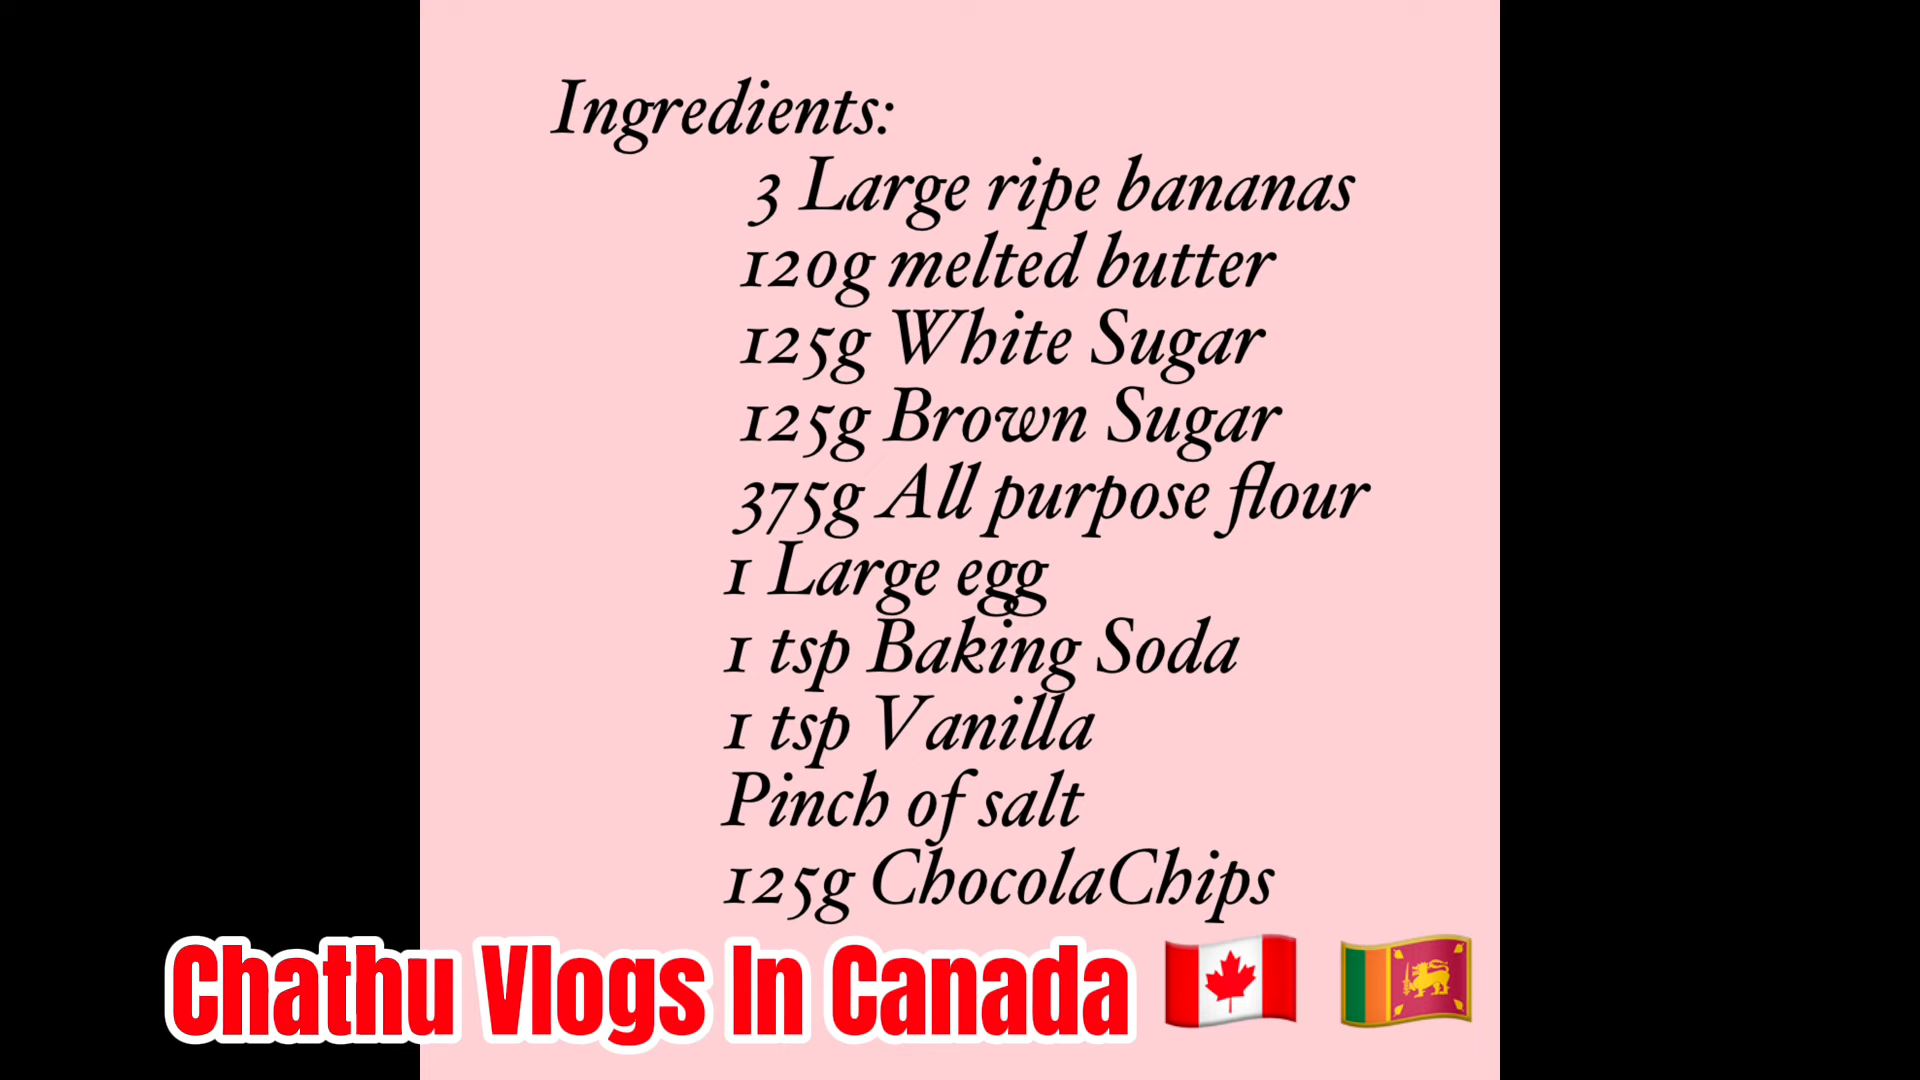 Ingredients:
3 Large ripe bananas
120g melted butter
125g White Sugar
125g Brown Sugar
375g All purpose flour
1 Large egg
1 tsp Baking Soda
1 tsp Vanilla
Pinch of salt
125g ChocolaChips
Chathu Vlogs In Canada 🇨🇦 🇱🇰